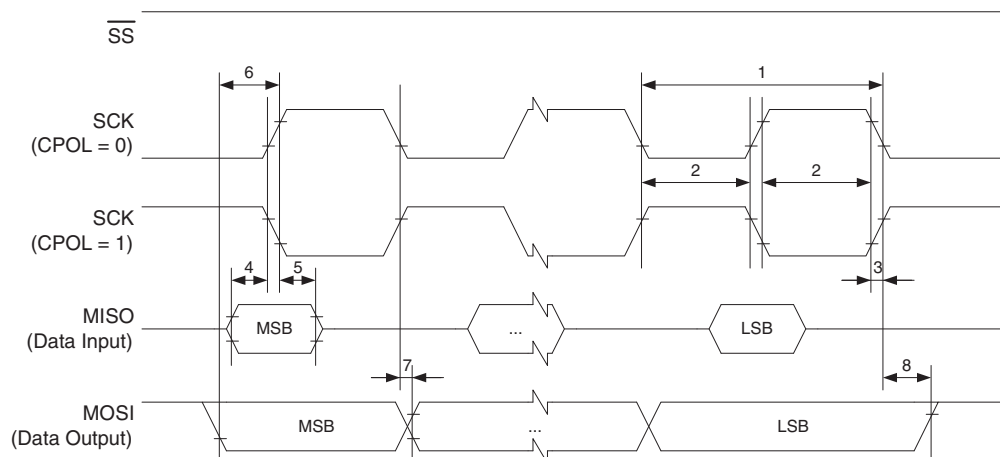 SS
6
1
SCK
(CPOL = 0)
2
2
SCK
(CPOL = 1)
4
5
3
MISO
(Data Input)
MSB
...
LSB
7
8
MOSI
(Data Output)
MSB
...
LSB